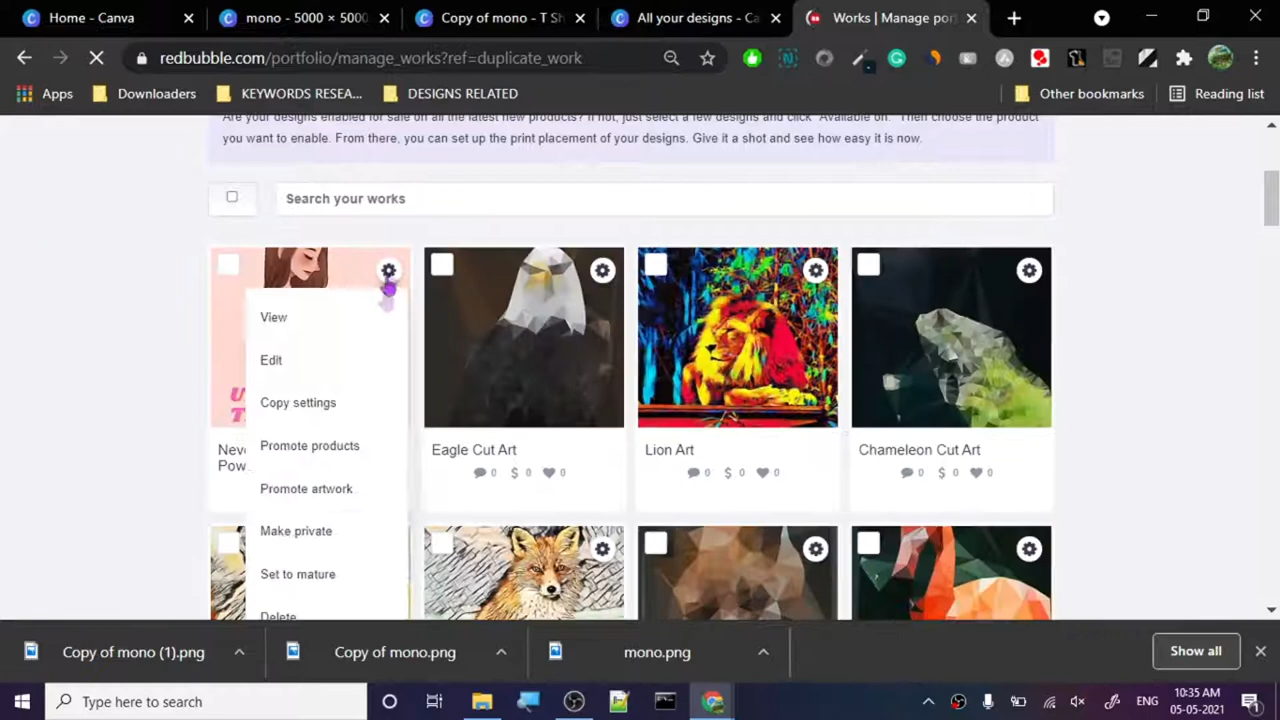 Home - Canva
mono - 5000 × 5000
Copy of mono - T Sh
All your designs - Ca
Works | Manage por
redbubble.com/portfolio/manage_works?ref=duplicate_work
Apps
Downloaders
KEYWORDS RESEA...
DESIGNS RELATED
Other bookmarks
Reading list
Are your designs enabled for sale on all the latest new products? If not, just select a few designs and click "Available on." Then choose the product
you want to enable. From there, you can set up the print placement of your designs. Give it a shot and see how easy it is now.
Search your works
View
Edit
Copy settings
Promote products
Promote artwork
Make private
Set to mature
Delete
U
T
Neve
Pow...
Eagle Cut Art
0 $ 0 0
Lion Art
0 $ 0 0
Chameleon Cut Art
0 $ 0 0
Copy of mono (1).png
Copy of mono.png
mono.png
Show all
Type here to search
ENG
10:35 AM
05-05-2021
1